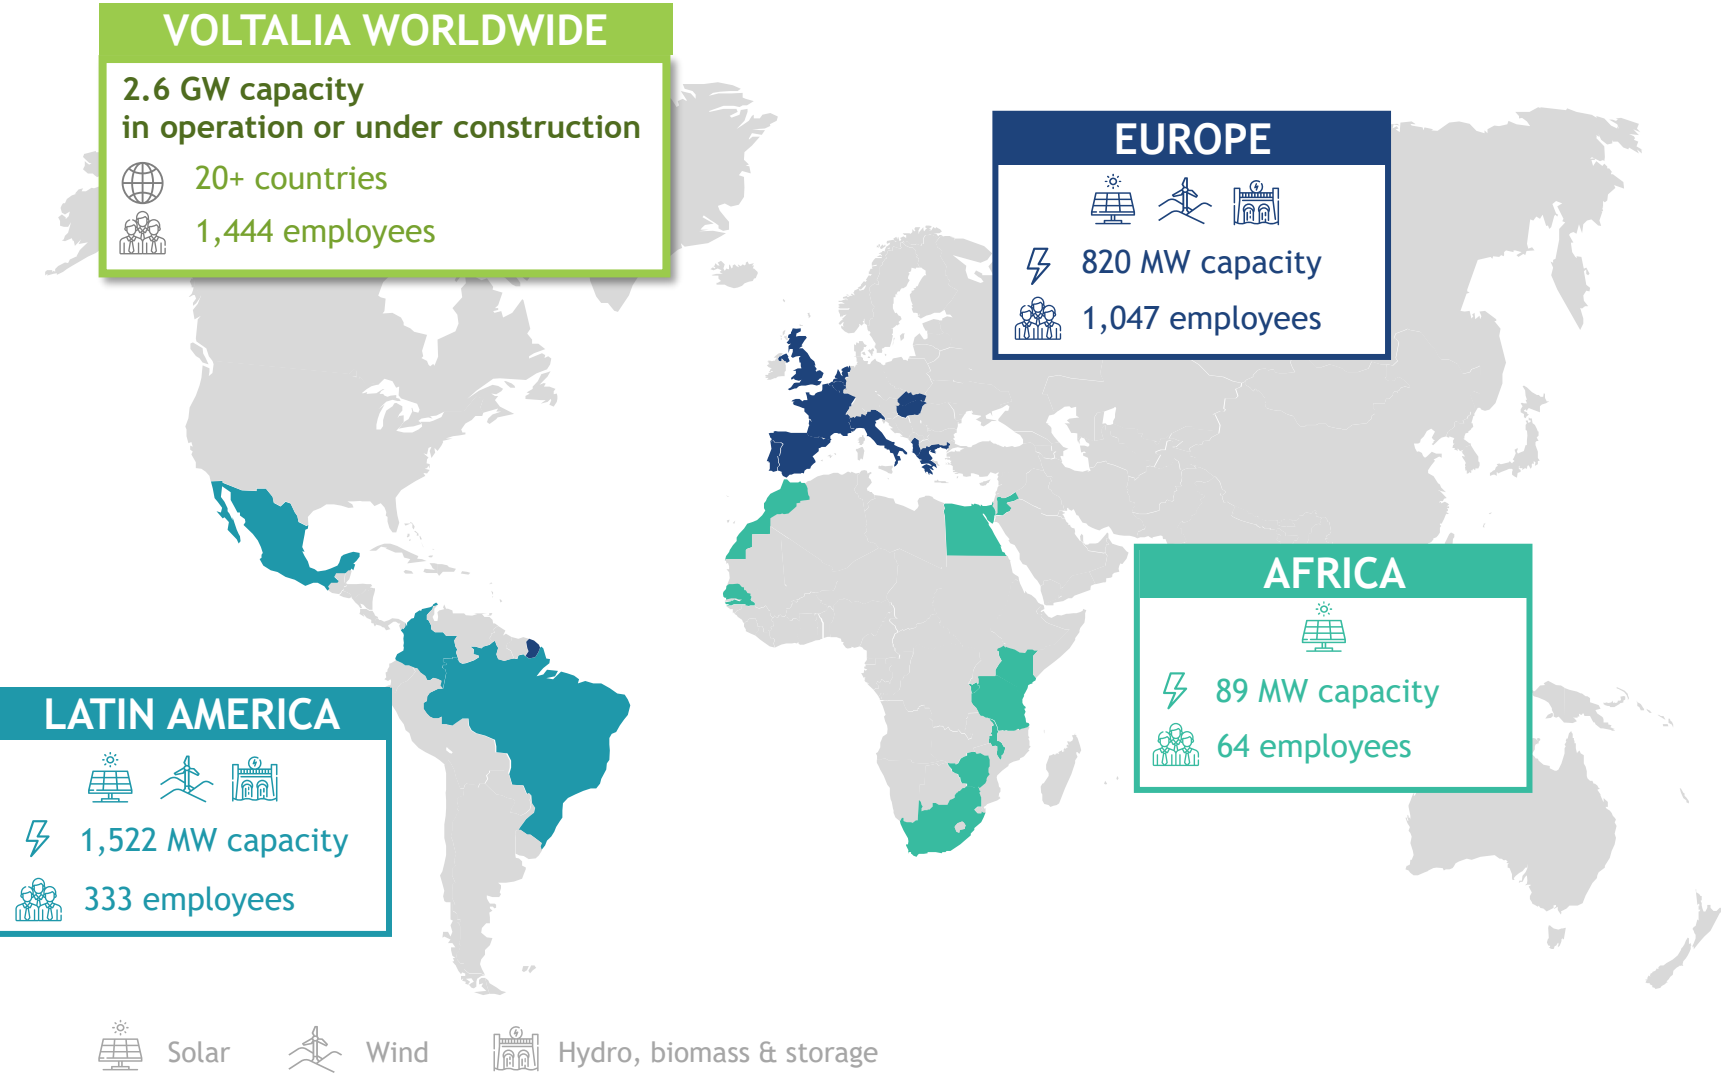 VOLTALIA WORLDWIDE
2.6 GW capacity
in operation or under construction
20+ countries
1,444 employees
EUROPE
820 MW capacity
1,047 employees
AFRICA
89 MW capacity
64 employees
LATIN AMERICA
1,522 MW capacity
333 employees
Solar
Wind
Hydro, biomass & storage